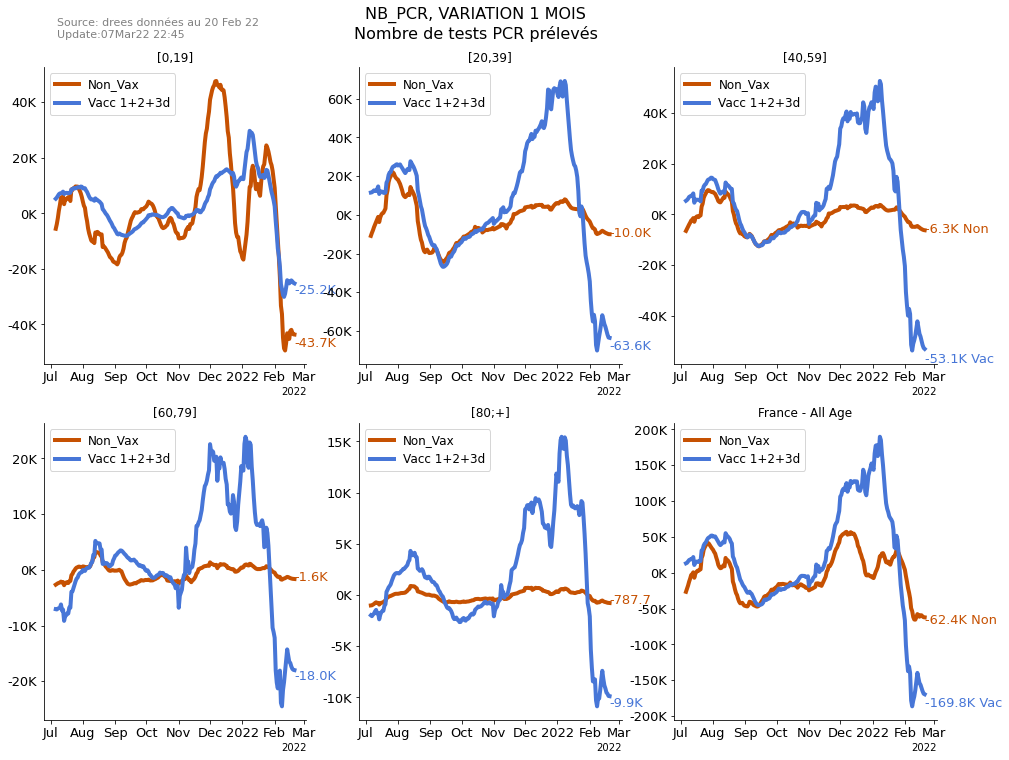 NB_PCR, VARIATION 1 MOIS
Nombre de tests PCR prélevés
Source: drees données au 20 Feb 22
Update:07Mar22 22:45
[0,19]
Non_Vax
Vacc 1+2+3d
40K
20K
0K
-20K
-40K
-25.2K
-43.7K
Jul Aug Sep Oct Nov Dec 2022 Feb Mar
2022
[20,39]
Non_Vax
Vacc 1+2+3d
60K
40K
20K
0K
-20K
-40K
-60K
-10.0K
-63.6K
Jul Aug Sep Oct Nov Dec 2022 Feb Mar
2022
[40,59]
Non_Vax
Vacc 1+2+3d
40K
20K
0K
-20K
-40K
-6.3K Non
-53.1K Vac
Jul Aug Sep Oct Nov Dec 2022 Feb Mar
2022
[60,79]
Non_Vax
Vacc 1+2+3d
20K
10K
0K
-10K
-20K
-1.6K
-18.0K
Jul Aug Sep Oct Nov Dec 2022 Feb Mar
2022
[80;+]
Non_Vax
Vacc 1+2+3d
15K
10K
5K
0K
-5K
-10K
-787.7
-9.9K
Jul Aug Sep Oct Nov Dec 2022 Feb Mar
2022
France - All Age
Non_Vax
Vacc 1+2+3d
200K
150K
100K
50K
0K
-50K
-100K
-150K
-200K
-62.4K Non
-169.8K Vac
Jul Aug Sep Oct Nov Dec 2022 Feb Mar
2022